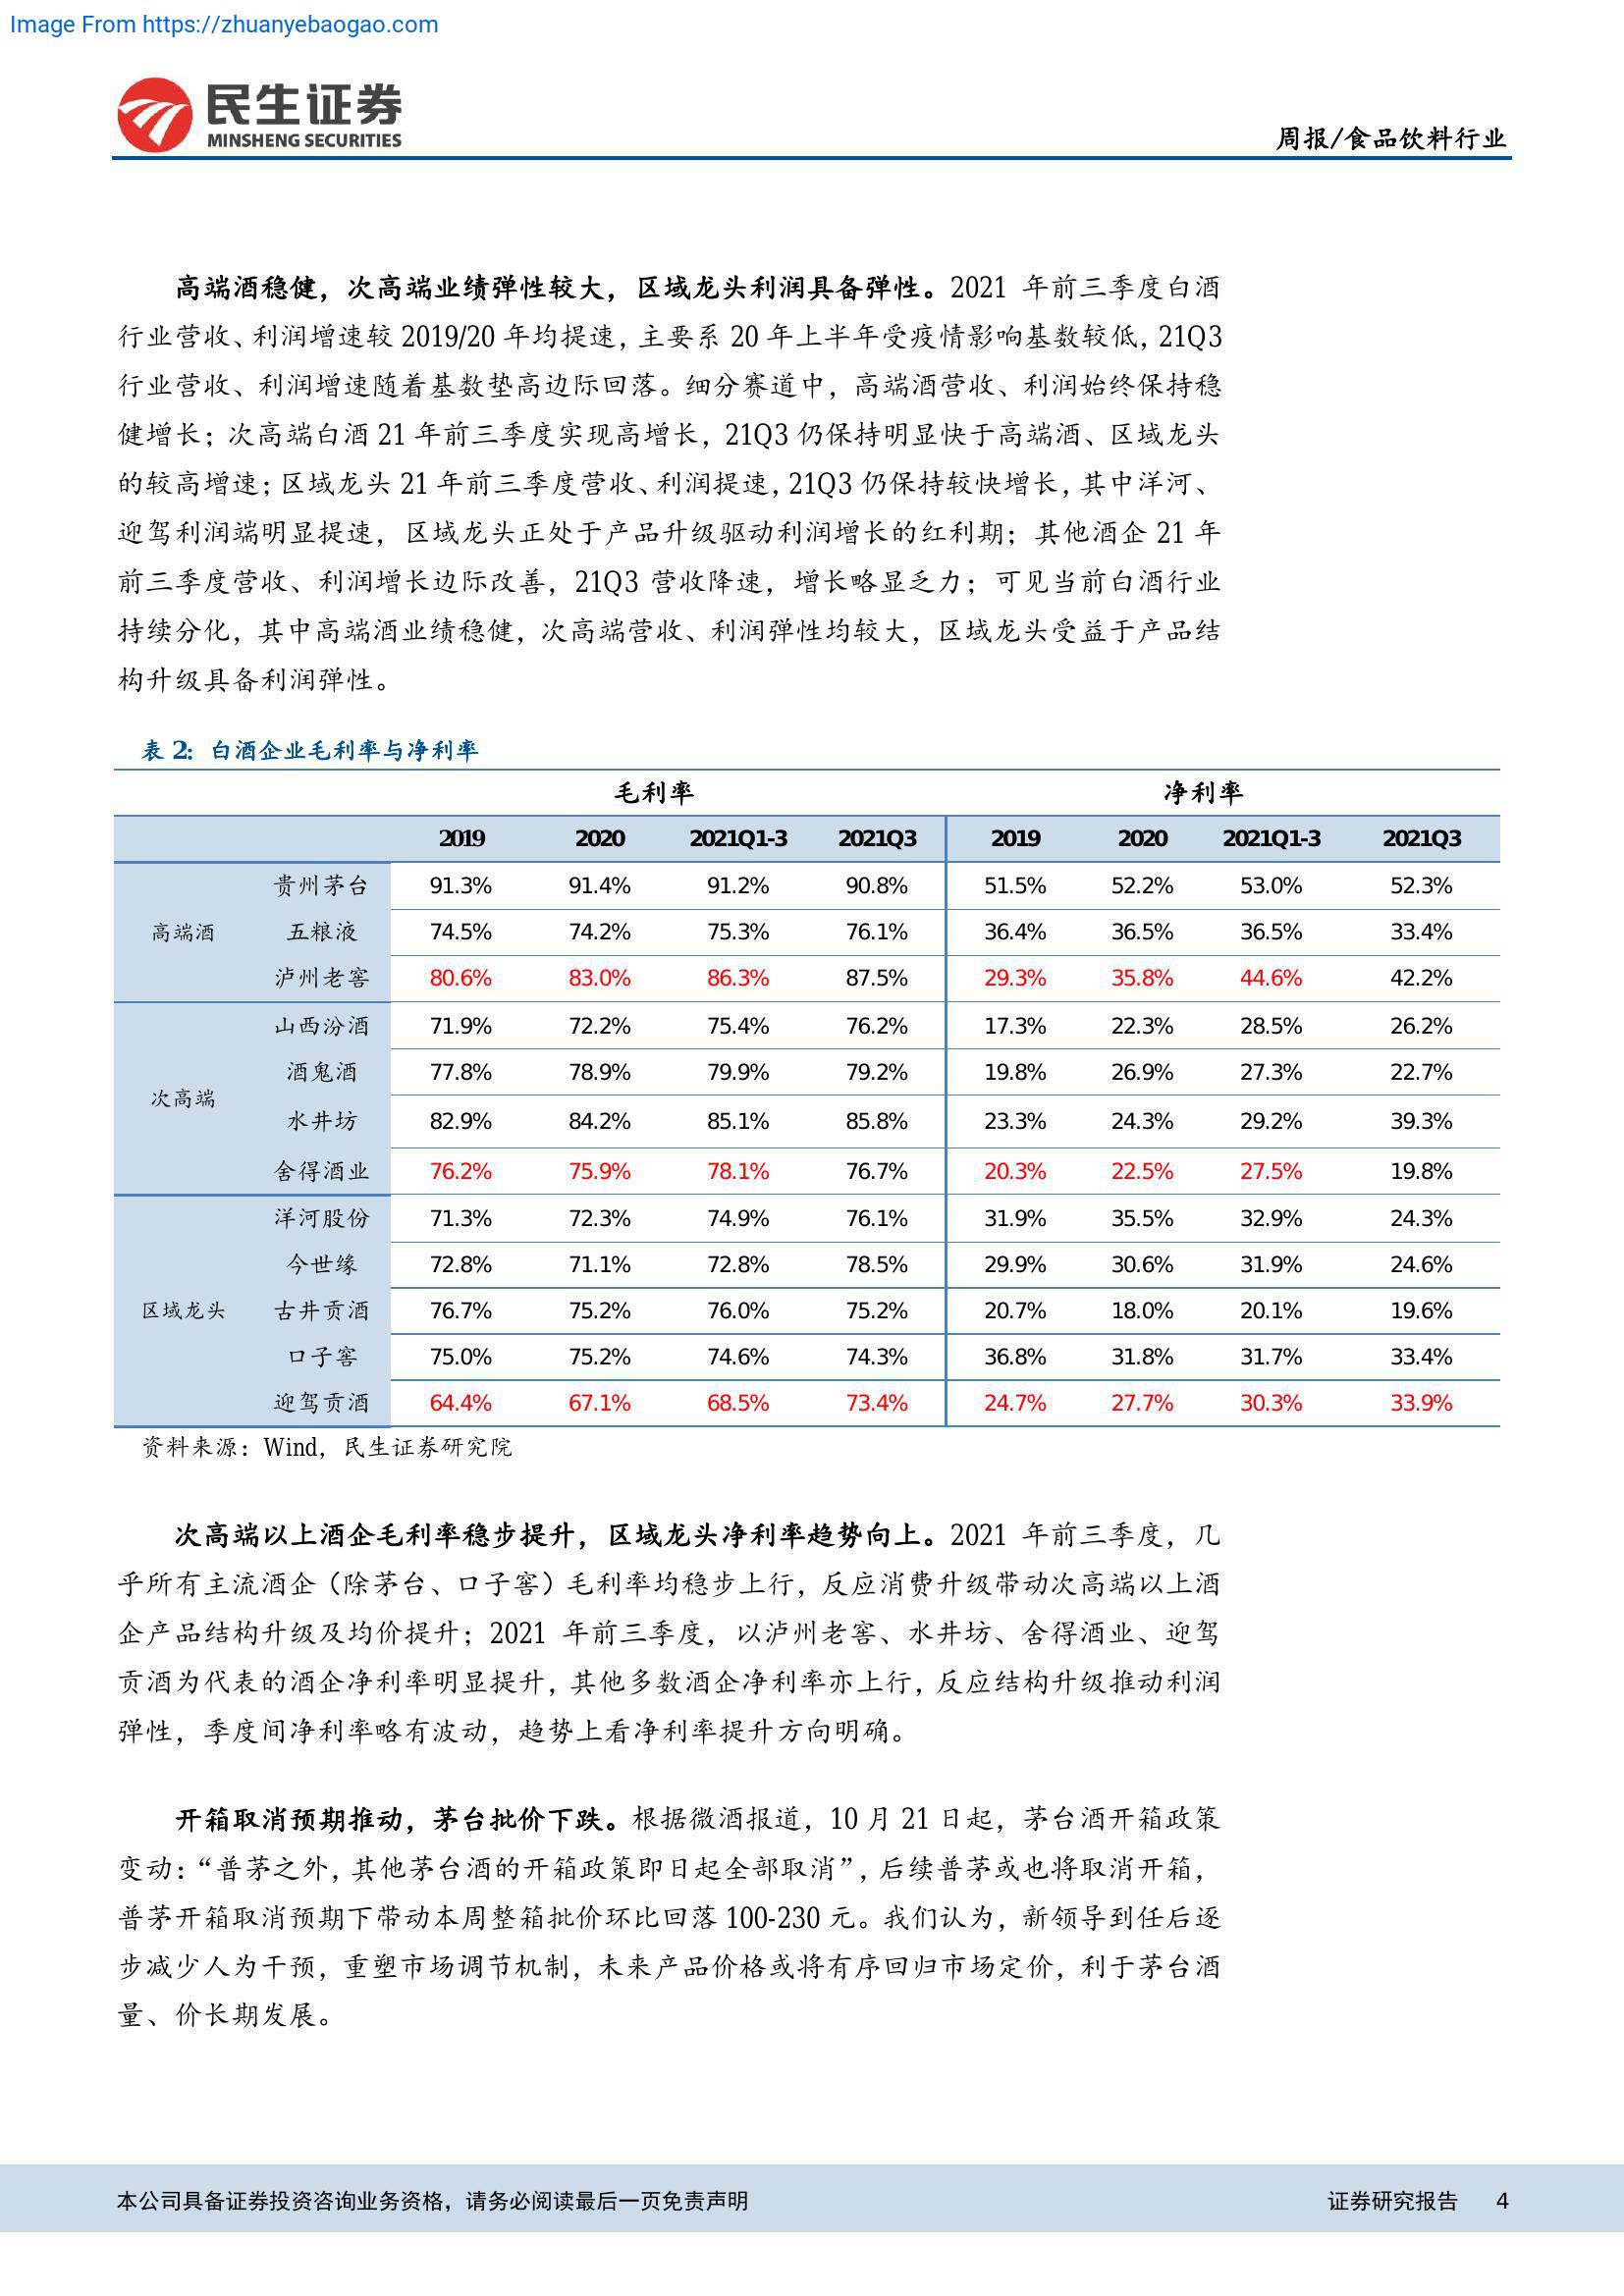 Image From https://zhuanyebaogao.com
民生证券
MINSHENG SECURITIES
周报/食品饮料行业
高端酒稳健，次高端业绩弹性较大，区域龙头利润具备弹性。2021 年前三季度白酒
行业营收、利润增速较 2019/20 年均提速，主要系 20 年上半年受疫情影响基数较低，21Q3
行业营收、利润增速随着基数垫高边际回落。细分赛道中，高端酒营收、利润始终保持稳
健增长；次高端白酒 21 年前三季度实现高增长，21Q3 仍保持明显快于高端酒、区域龙头
的较高增速；区域龙头 21 年前三季度营收、利润提速，21Q3 仍保持较快增长，其中洋河、
迎驾利润端明显提速，区域龙头正处于产品升级驱动利润增长的红利期；其他酒企 21 年
前三季度营收、利润增长边际改善，21Q3 营收降速，增长略显乏力；可见当前白酒行业
持续分化，其中高端酒业绩稳健，次高端营收、利润弹性均较大，区域龙头受益于产品结
构升级具备利润弹性。
表 2：白酒企业毛利率与净利率
毛利率 净利率
2019 2020 2021Q1-3 2021Q3 2019 2020 2021Q1-3 2021Q3
贵州茅台 91.3% 91.4% 91.2% 90.8% 51.5% 52.2% 53.0% 52.3%
高端酒 五粮液 74.5% 74.2% 75.3% 76.1% 36.4% 36.5% 36.5% 33.4%
泸州老窖 80.6% 83.0% 86.3% 87.5% 29.3% 35.8% 44.6% 42.2%
山西汾酒 71.9% 72.2% 75.4% 76.2% 17.3% 22.3% 28.5% 26.2%
酒鬼酒 77.8% 78.9% 79.9% 79.2% 19.8% 26.9% 27.3% 22.7%
次高端
水井坊 82.9% 84.2% 85.1% 85.8% 23.3% 24.3% 29.2% 39.3%
舍得酒业 76.2% 75.9% 78.1% 76.7% 20.3% 22.5% 27.5% 19.8%
洋河股份 71.3% 72.3% 74.9% 76.1% 31.9% 35.5% 32.9% 24.3%
今世缘 72.8% 71.1% 72.8% 78.5% 29.9% 30.6% 31.9% 24.6%
区域龙头 古井贡酒 76.7% 75.2% 76.0% 75.2% 20.7% 18.0% 20.1% 19.6%
口子窖 75.0% 75.2% 74.6% 74.3% 36.8% 31.8% 31.7% 33.4%
迎驾贡酒 64.4% 67.1% 68.5% 73.4% 24.7% 27.7% 30.3% 33.9%
资料来源：Wind，民生证券研究院
次高端以上酒企毛利率稳步提升，区域龙头净利率趋势向上。2021 年前三季度，几
乎所有主流酒企（除茅台、口子窖）毛利率均稳步上行，反应消费升级带动次高端以上酒
企产品结构升级及均价提升；2021 年前三季度，以泸州老窖、水井坊、舍得酒业、迎驾
贡酒为代表的酒企净利率明显提升，其他多数酒企净利率亦上行，反应结构升级推动利润
弹性，季度间净利率略有波动，趋势上看净利率提升方向明确。
开箱取消预期推动，茅台批价下跌。根据微酒报道，10 月 21 日起，茅台酒开箱政策
变动：“普茅之外，其他茅台酒的开箱政策即日起全部取消”，后续普茅或也将取消开箱，
普茅开箱取消预期下带动本周整箱批价环比回落 100-230 元。我们认为，新领导到任后逐
步减少人为干预，重塑市场调节机制，未来产品价格或将有序回归市场定价，利于茅台酒
量、价长期发展。
本公司具备证券投资咨询业务资格，请务必阅读最后一页免责声明 证券研究报告 4